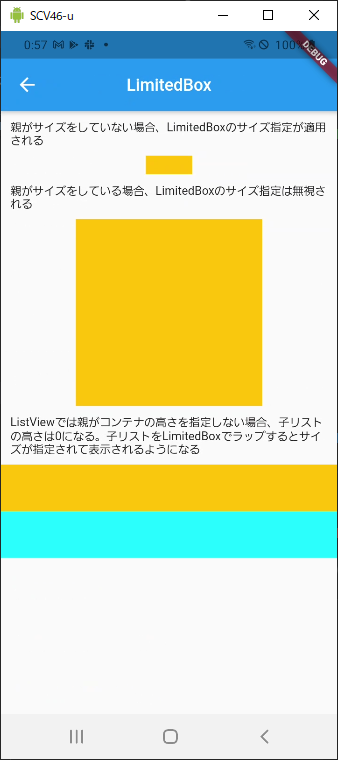 SCV46-u
0:57 100%
DEBUG
LimitedBox
親がサイズをしていない場合、LimitedBoxのサイズ指定が適用
される
親がサイズをしている場合、LimitedBoxのサイズ指定は無視さ
れる
ListViewでは親がコンテナの高さを指定しない場合、子リスト
の高さは0になる。子リストをLimitedBoxでラップするとサイ
ズが指定されて表示されるようになる